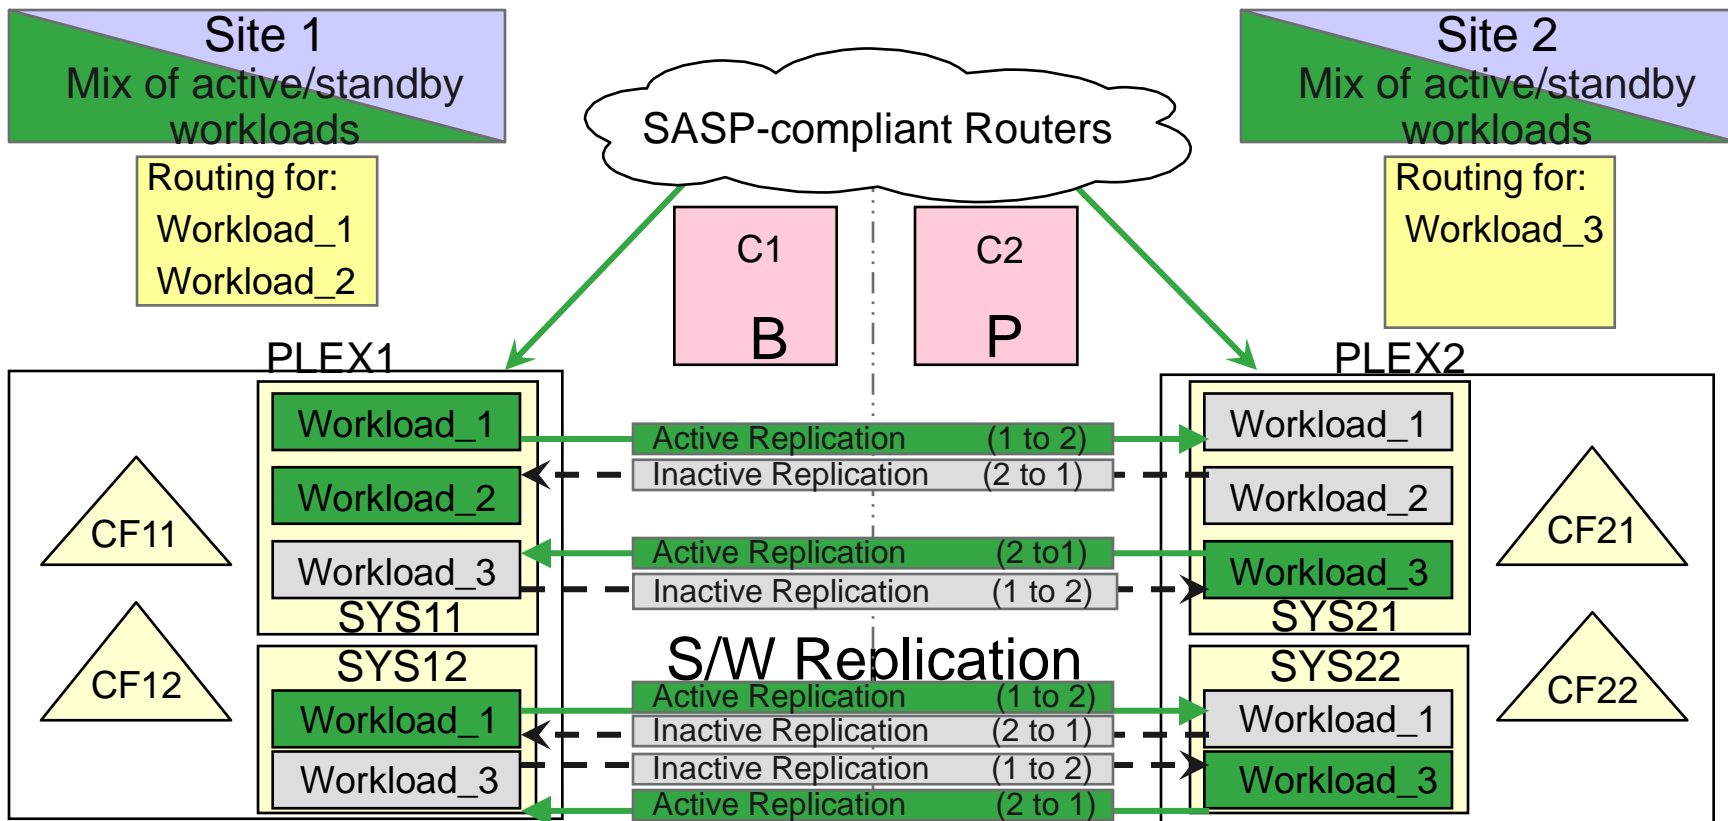 Site 1
Mix of active/standby
workloads
Site 2
Mix of active/standby
workloads
SASP-compliant Routers
Routing for:
Workload_1
Workload_2
Routing for:
Workload_3
C1
B
C2
P
PLEX1
PLEX2
Workload_1
Workload_2
Workload_3
SYS11
Active Replication (1 to 2)
Inactive Replication (2 to 1)
Active Replication (2 to1)
Inactive Replication (1 to 2)
Workload_1
Workload_2
Workload_3
SYS21
CF11
CF12
CF21
CF22
S/W Replication
SYS12
Workload_1
Workload_3
Active Replication (1 to 2)
Inactive Replication (2 to 1)
Inactive Replication (1 to 2)
Active Replication (2 to 1)
SYS22
Workload_1
Workload_3